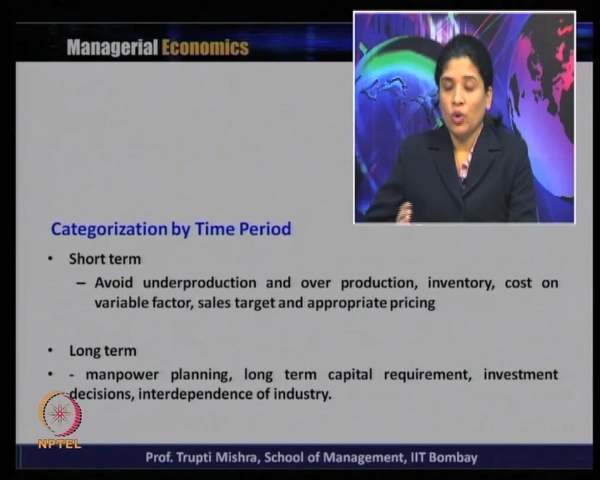 Managerial Economics
Categorization by Time Period
• Short term
– Avoid underproduction and over production, inventory, cost on
variable factor, sales target and appropriate pricing
• Long term
• - manpower planning, long term capital requirement, investment
decisions, interdependence of industry.
NPTEL
Prof. Trupti Mishra, School of Management, IIT Bombay